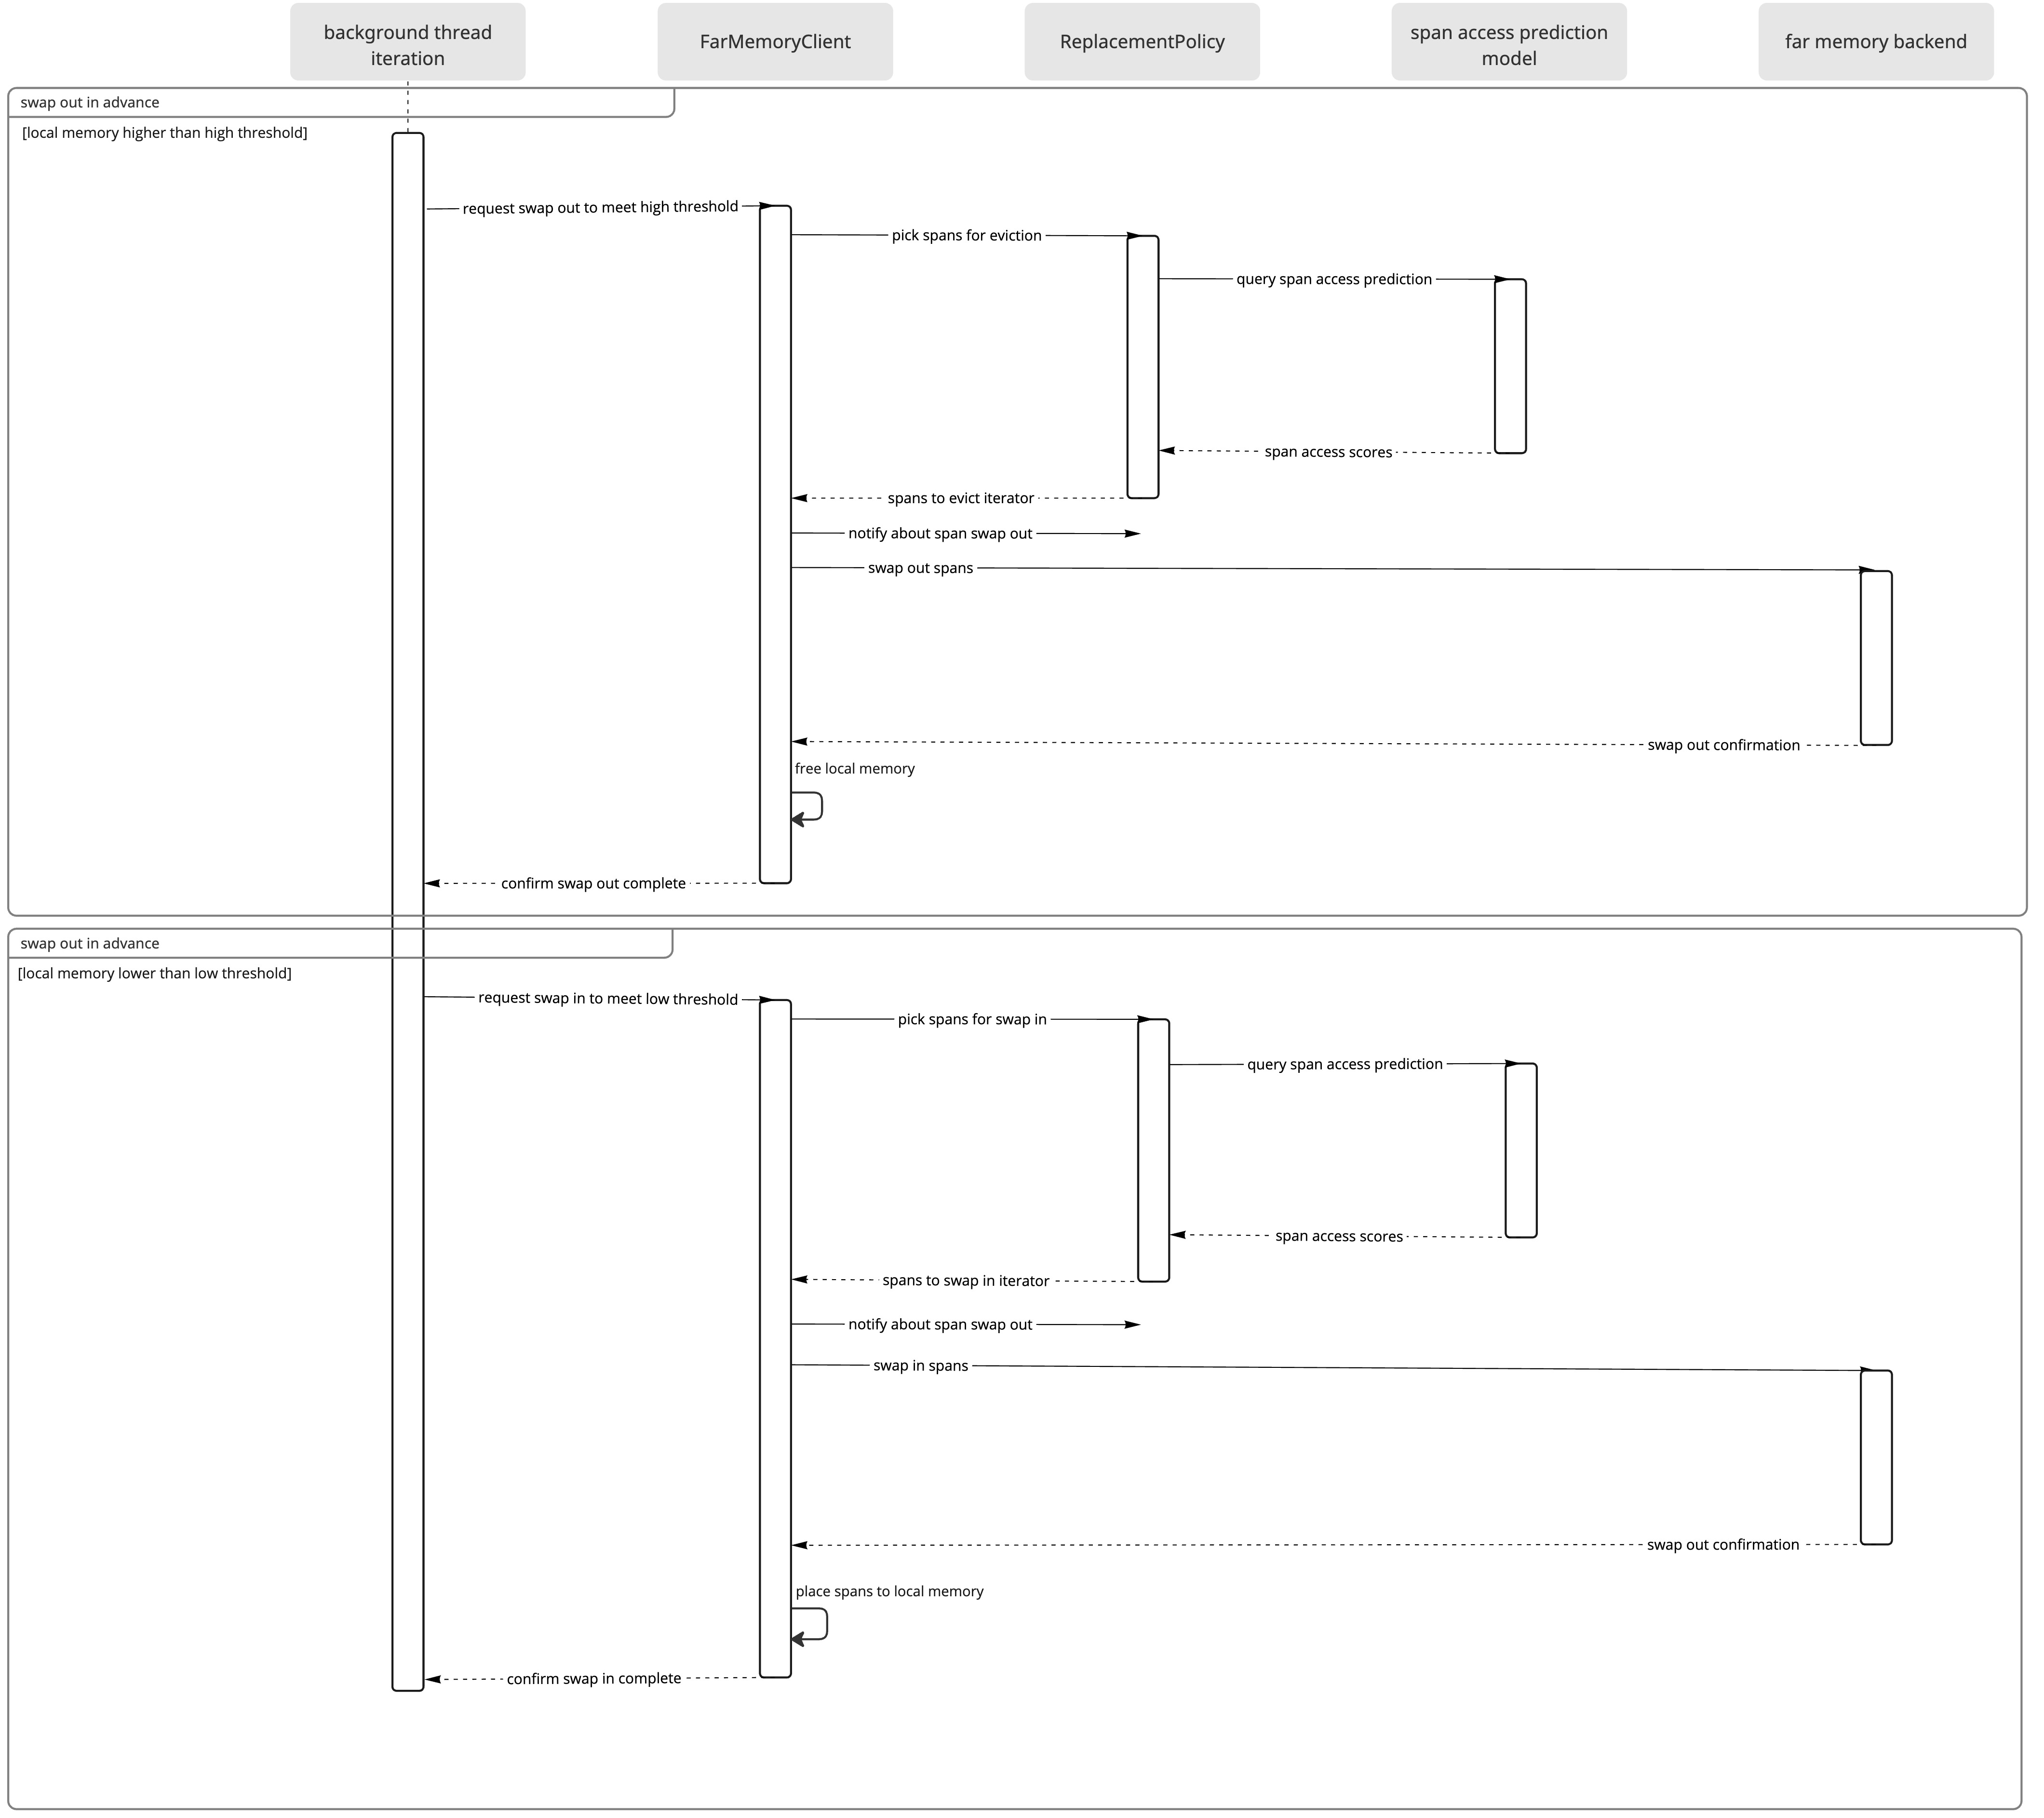 background thread
iteration
FarMemoryClient
ReplacementPolicy
span access prediction
model
far memory backend
swap out in advance
[local memory higher than high threshold]
request swap out to meet high threshold
pick spans for eviction
query span access prediction
span access scores
spans to evict iterator
notify about span swap out
swap out spans
swap out confirmation
free local memory
confirm swap out complete
swap out in advance
[local memory lower than low threshold]
request swap in to meet low threshold
pick spans for swap in
query span access prediction
span access scores
spans to swap in iterator
notify about span swap out
swap in spans
swap out confirmation
place spans to local memory
confirm swap in complete